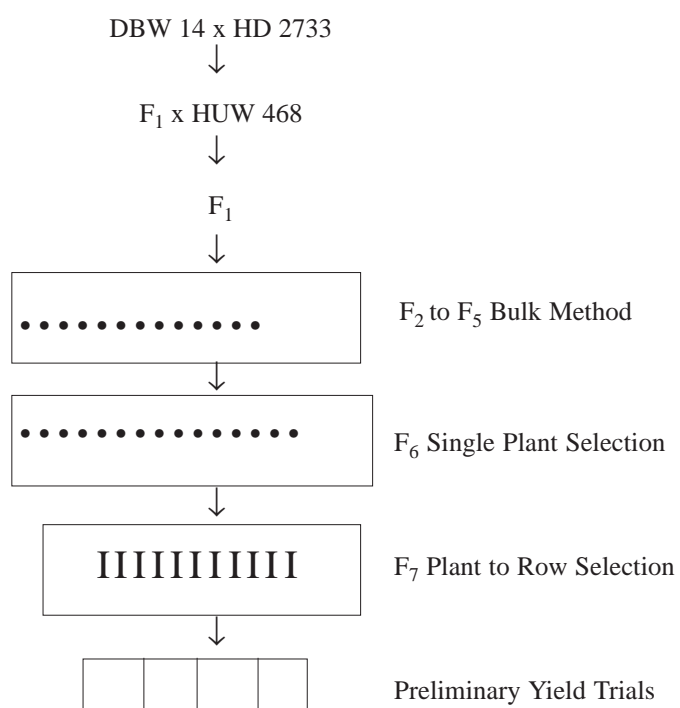 DBW 14 x HD 2733
F₁ x HUW 468
F₁
F₂ to F₅ Bulk Method
F₆ Single Plant Selection
IIIIIIIIIII
F₇ Plant to Row Selection
Preliminary Yield Trials